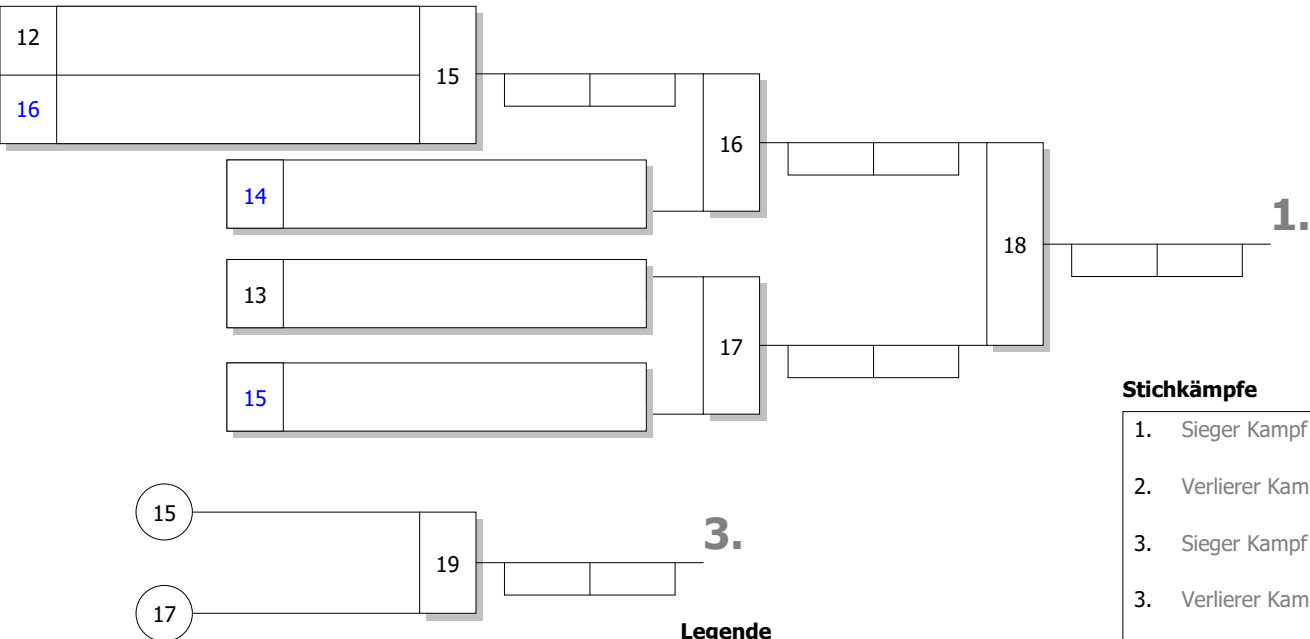 12
16
15
16
14
18
1.
13
17
15
Stichkämpfe
1. Sieger Kampf
2. Verlierer Kam
3. Sieger Kampf
3. Verlierer Kam
15
19
3.
17
Legende